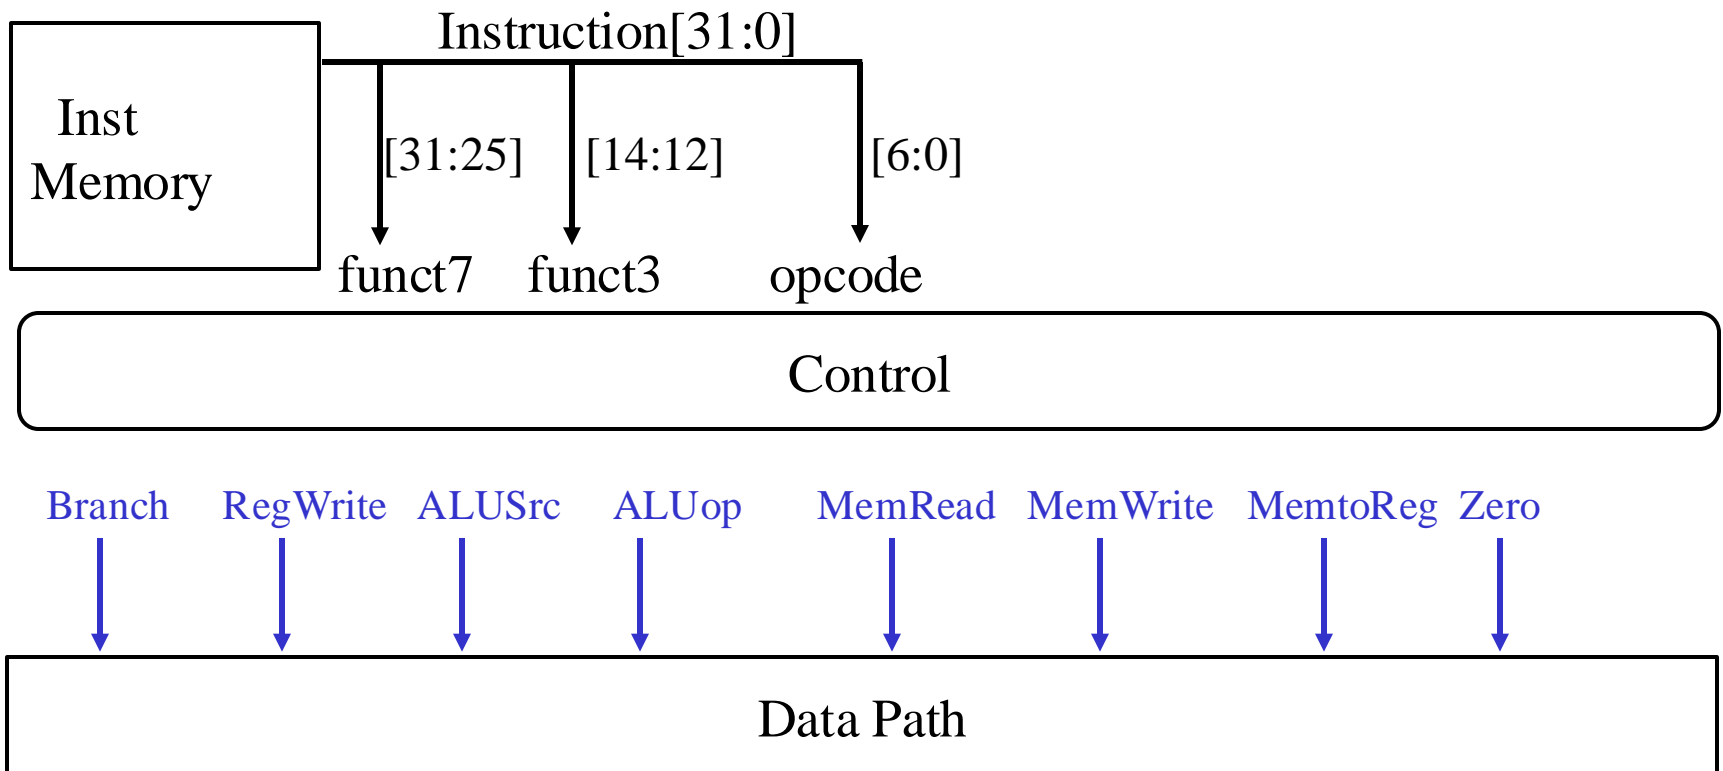 Instruction[31:0]
Inst
Memory
[31:25] [14:12] [6:0]
funct7 funct3 opcode
Control
Branch RegWrite ALUSrc ALUop MemRead MemWrite MemtoReg Zero
Data Path